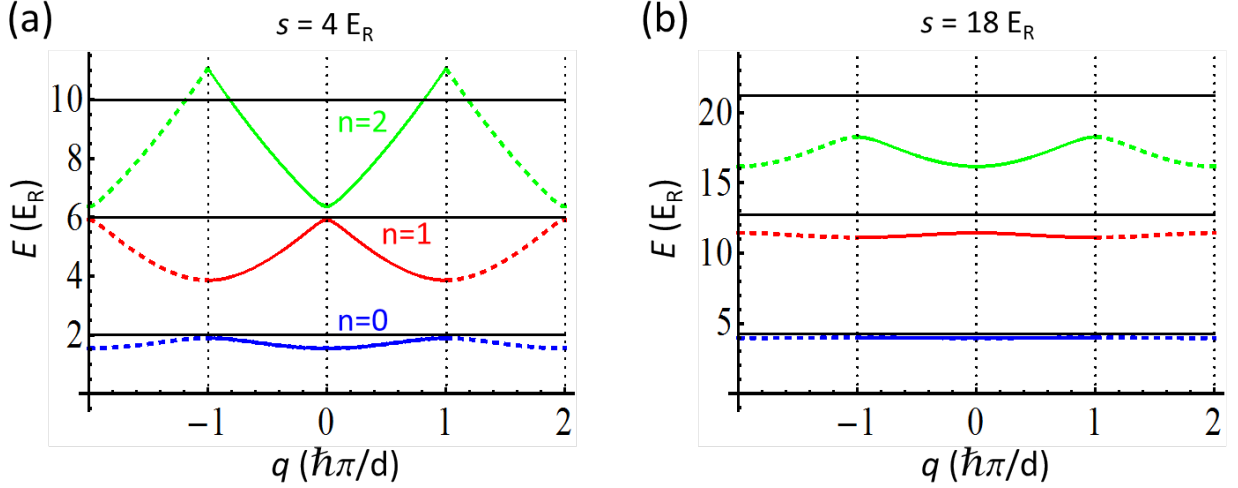 (a)
s = 4 E_R
E (E_R)
10
8
6
4
2
n=2
n=1
n=0
−1
0
1
2
q (ℏπ/d)
(b)
s = 18 E_R
E (E_R)
20
15
10
5
−1
0
1
2
q (ℏπ/d)